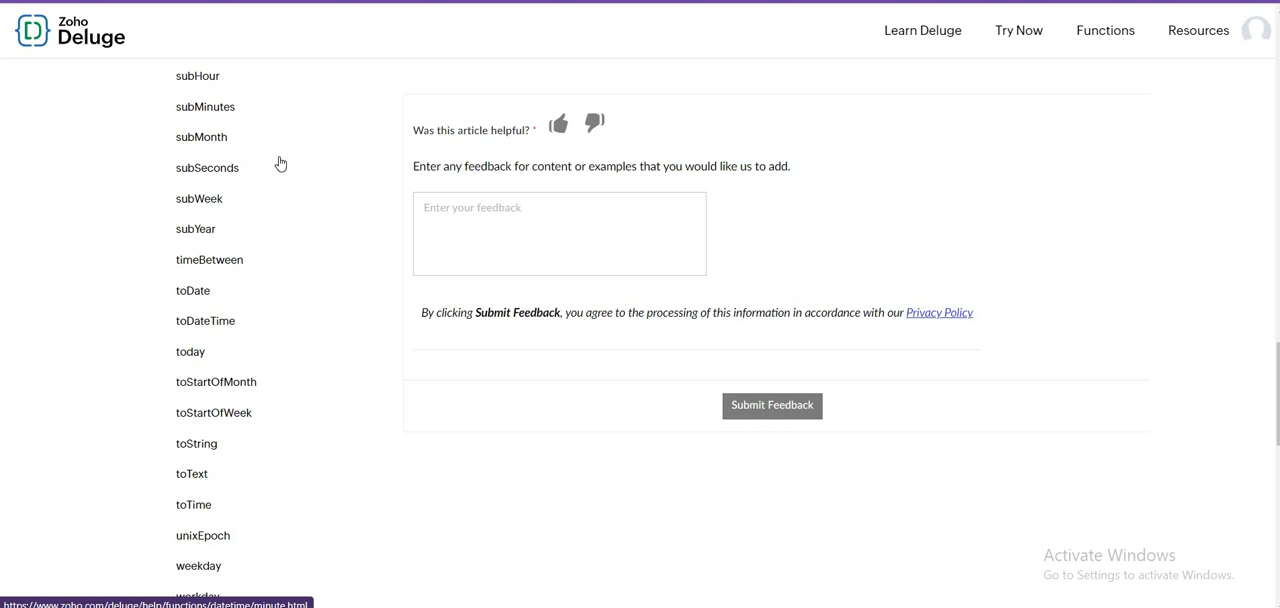 Zoho
Deluge
Learn Deluge
Try Now
Functions
Resources
subHour
subMinutes
subMonth
subSeconds
subWeek
subYear
timeBetween
toDate
toDateTime
today
toStartOfMonth
toStartOfWeek
toString
toText
toTime
unixEpoch
weekday
workday
Was this article helpful? *
Enter any feedback for content or examples that you would like us to add.
Enter your feedback
By clicking Submit Feedback, you agree to the processing of this information in accordance with our Privacy Policy
Submit Feedback
Activate Windows
Go to Settings to activate Windows.
https://www.zoho.com/deluge/help/functions/datetime/minute.html